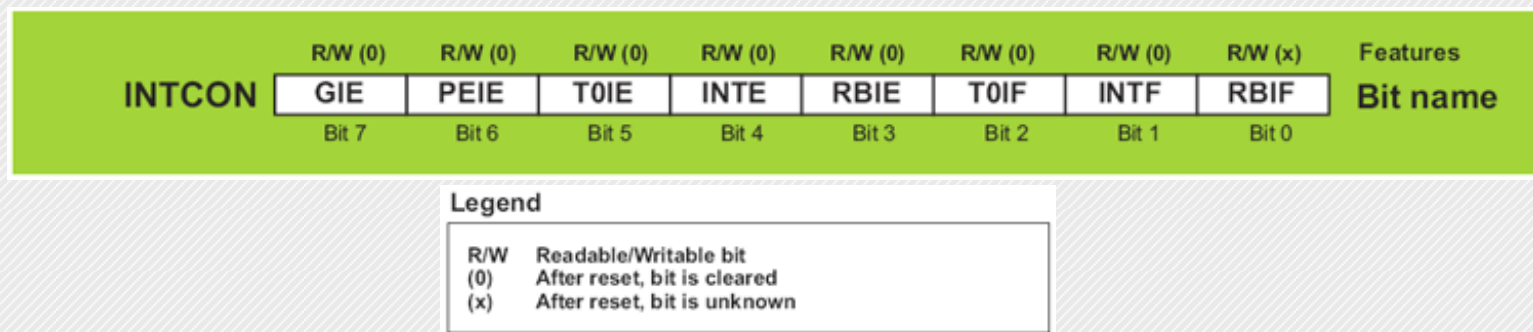 R/W (0) R/W (0) R/W (0) R/W (0) R/W (0) R/W (0) R/W (0) R/W (x) Features
INTCON GIE PEIE T0IE INTE RBIE T0IF INTF RBIF Bit name
Bit 7 Bit 6 Bit 5 Bit 4 Bit 3 Bit 2 Bit 1 Bit 0
Legend
R/W Readable/Writable bit
(0) After reset, bit is cleared
(x) After reset, bit is unknown